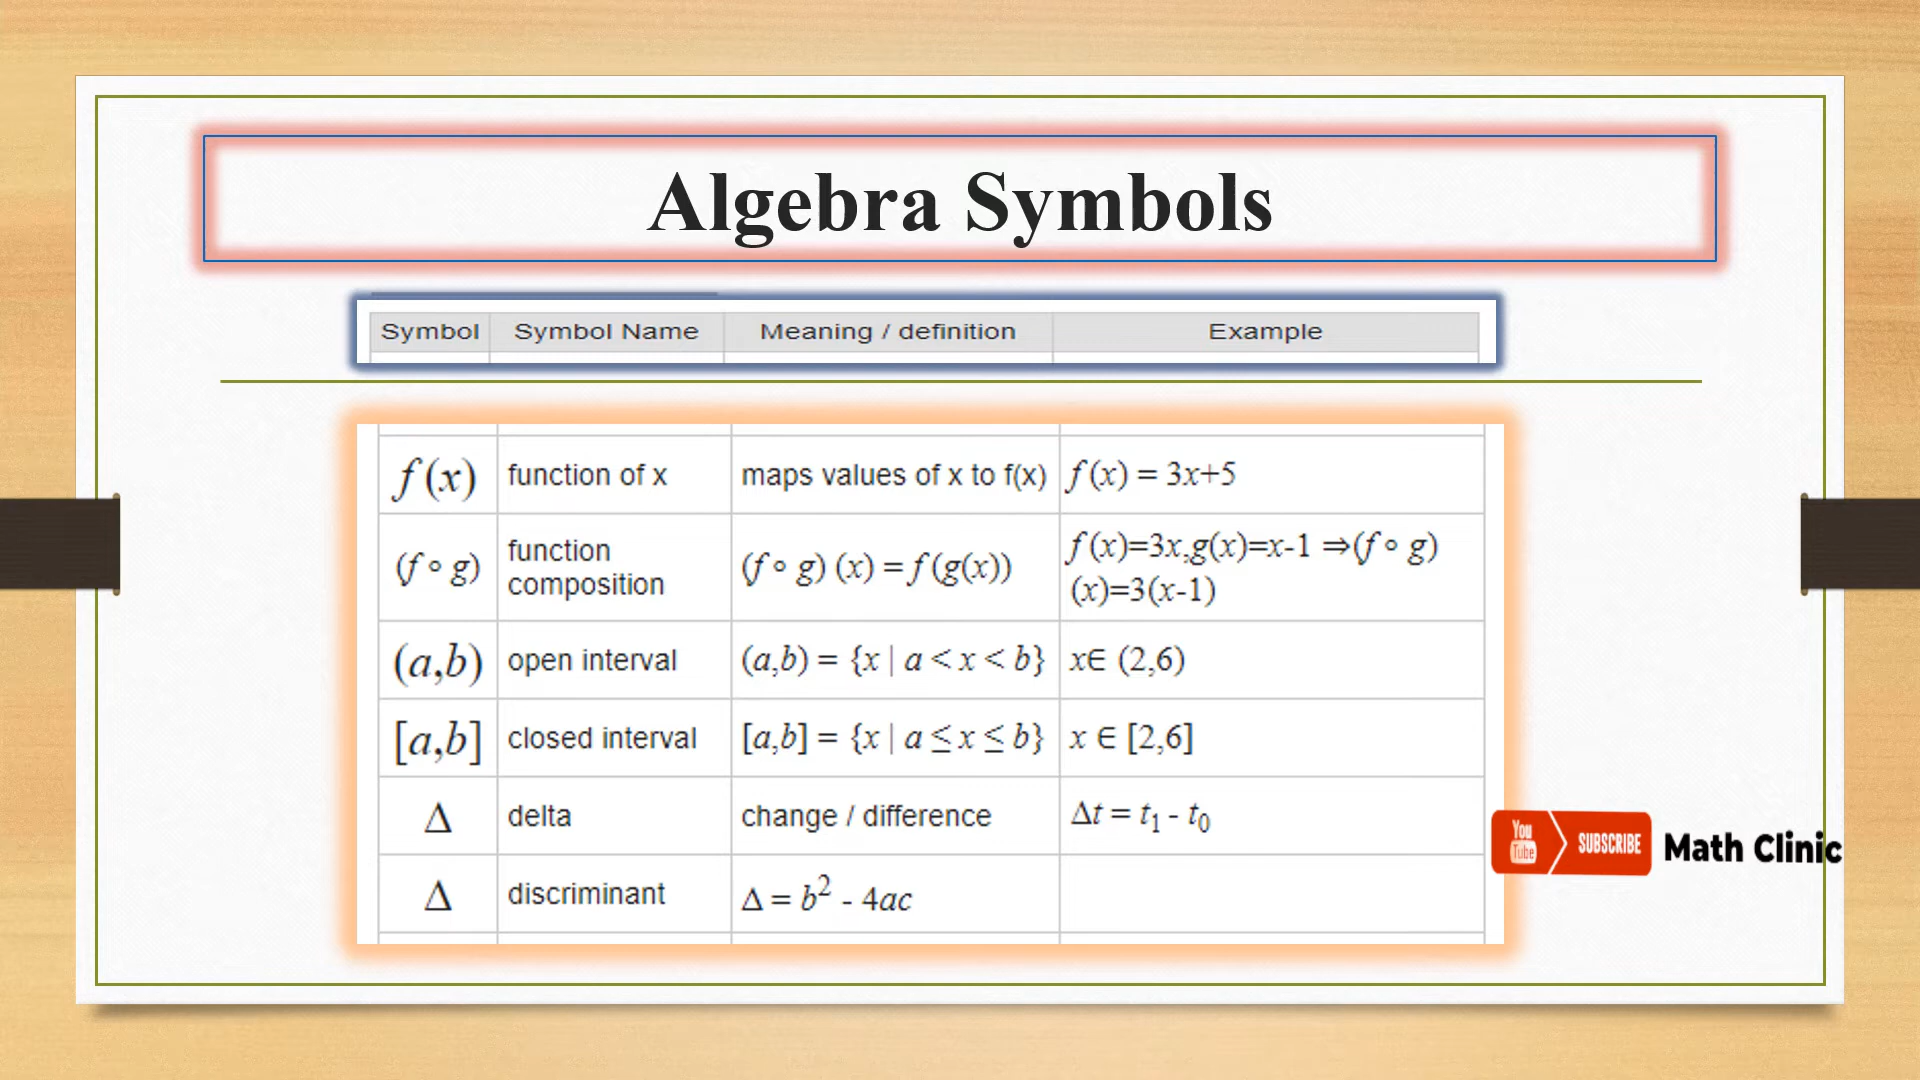 Algebra Symbols
Symbol Symbol Name Meaning / definition Example
f (x) function of x maps values of x to f(x) f (x) = 3x+5
(f ∘ g) function composition (f ∘ g) (x) = f (g(x)) f (x)=3x,g(x)=x-1 ⇒(f ∘ g)
(x)=3(x-1)
(a,b) open interval (a,b) = {x | a < x < b} x∈ (2,6)
[a,b] closed interval [a,b] = {x | a ≤ x ≤ b} x ∈ [2,6]
Δ delta change / difference Δt = t₁ - t₀
Δ discriminant Δ = b² - 4ac
You Tube SUBSCRIBE Math Clinic